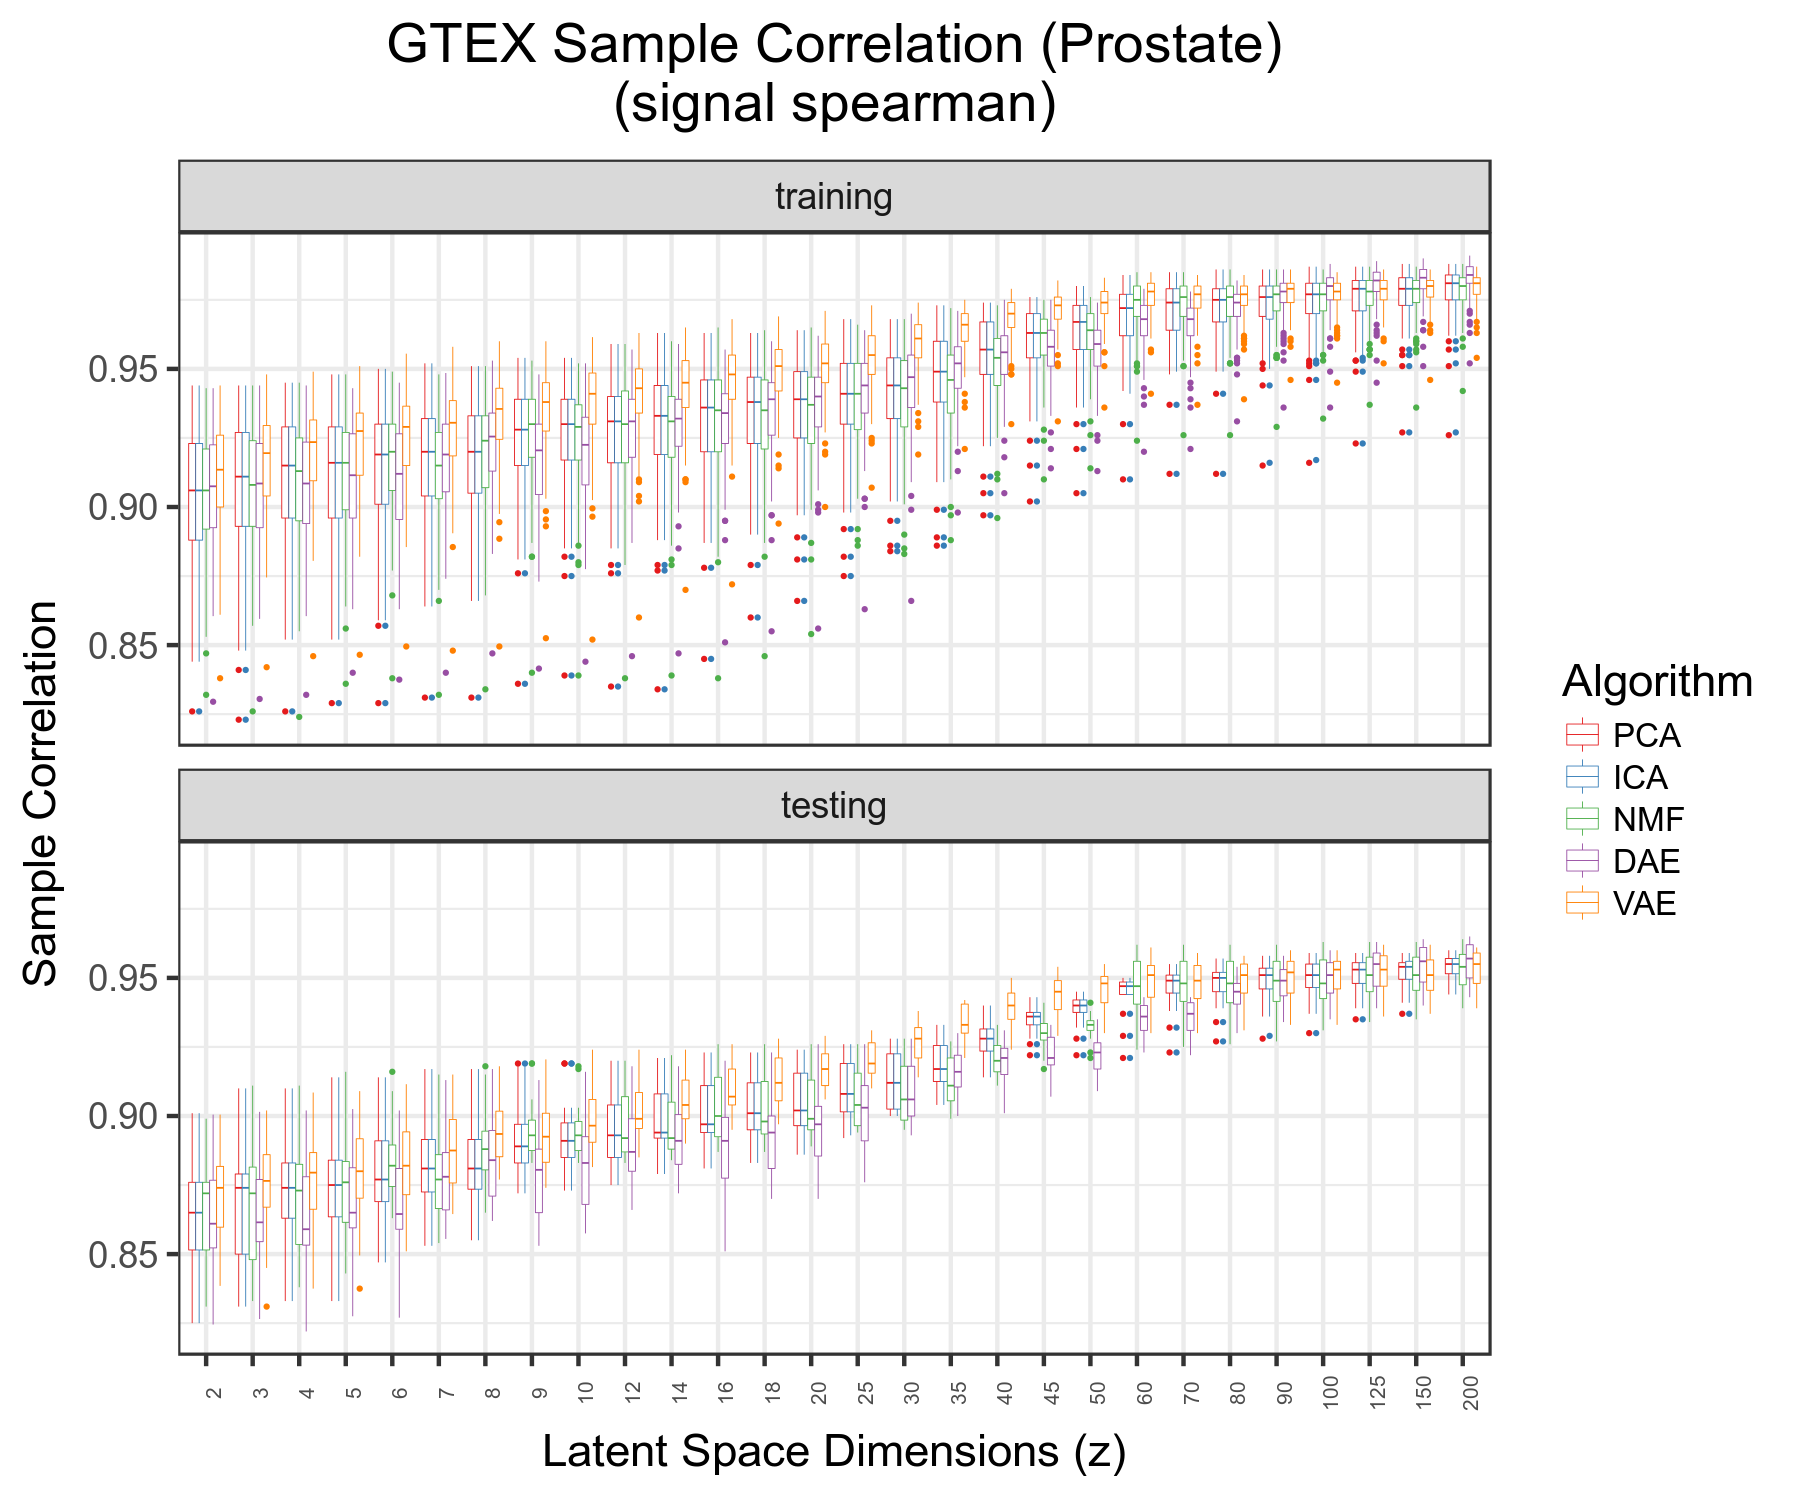 GTEX Sample Correlation (Prostate)
(signal spearman)
training
0.95
0.90
0.85
testing
0.95
0.90
0.85
Sample Correlation
2 3 4 5 6 7 8 9 10 12 14 16 18 20 25 30 35 40 45 50 60 70 80 90 100 125 150 200
Latent Space Dimensions (z)
Algorithm
PCA
ICA
NMF
DAE
VAE